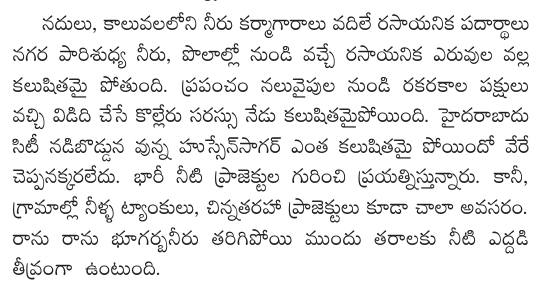 నదులు, కాలువలలోని నీరు కర్మాగారాలు వదిలే రసాయనిక పదార్థాలు
నగర పారిశుధ్య నీరు, పొలాల్లో నుండి వచ్చే రసాయనిక ఎరువుల వల్ల
కలుషితమై పోతుంది. ప్రపంచం నలువైపుల నుండి రకరకాల పక్షులు
వచ్చి విడిది చేసే కొల్లేరు సరస్సు నేడు కలుషితమైపోయింది. హైదరాబాదు
సిటీ నడిబొడ్డున వున్న హుస్సేన్‌సాగర్ ఎంత కలుషితమై పోయిందో వేరే
చెప్పనక్కరలేదు. భారీ నీటి ప్రాజెక్టుల గురించి ప్రయత్నిస్తున్నారు. కానీ,
గ్రామాల్లో నీళ్ళ ట్యాంకులు, చిన్నతరహా ప్రాజెక్టులు కూడా చాలా అవసరం.
రాను రాను భూగర్బనీరు తరిగిపోయి ముందు తరాలకు నీటి ఎద్దడి
తీవ్రంగా ఉంటుంది.